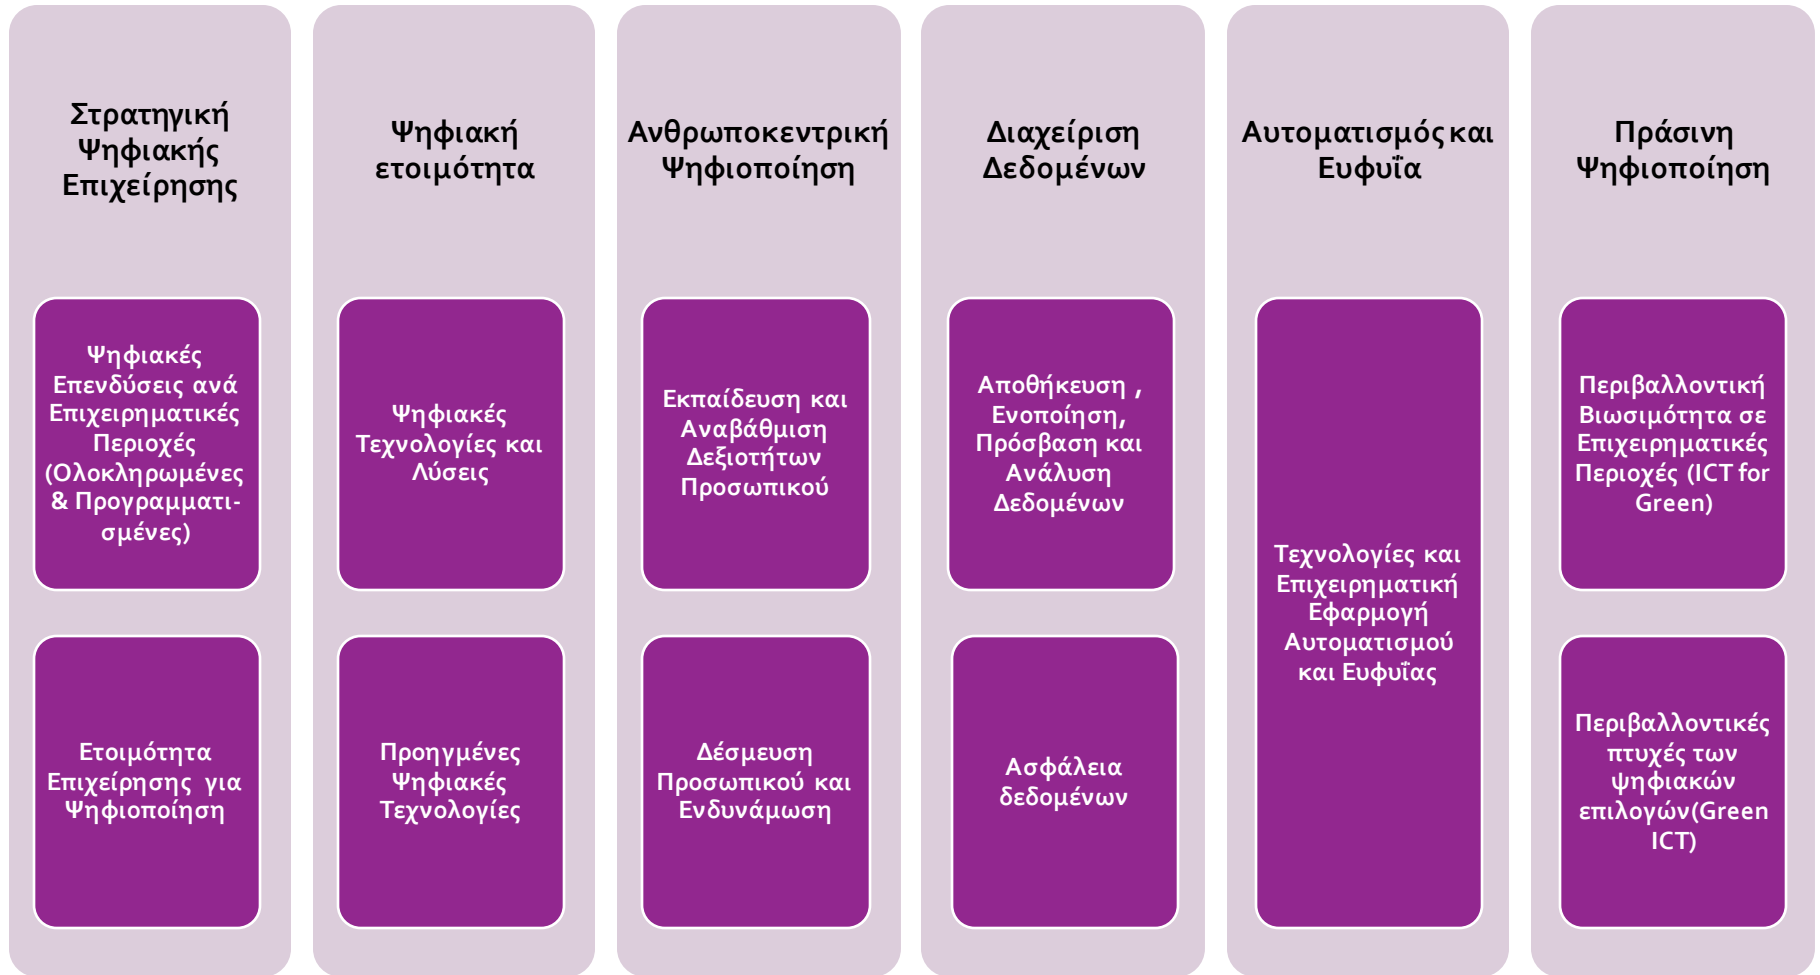 Στρατηγική
Ψηφιακής
Επιχείρησης
Ψηφιακές
Επενδύσεις ανά
Επιχειρηματικές
Περιοχές
(Ολοκληρωμένες
& Προγραμματι-
σμένες)
Ετοιμότητα
Επιχείρησης για
Ψηφιοποίηση
Ψηφιακή
ετοιμότητα
Ψηφιακές
Τεχνολογίες και
Λύσεις
Προηγμένες
Ψηφιακές
Τεχνολογίες
Ανθρωποκεντρική
Ψηφιοποίηση
Εκπαίδευση και
Αναβάθμιση
Δεξιοτήτων
Προσωπικού
Δέσμευση
Προσωπικού και
Ενδυνάμωση
Διαχείριση
Δεδομένων
Αποθήκευση ,
Ενοποίηση,
Πρόσβαση και
Ανάλυση
Δεδομένων
Ασφάλεια
δεδομένων
Αυτοματισμός και
Ευφυΐα
Τεχνολογίες και
Επιχειρηματική
Εφαρμογή
Αυτοματισμού
και Ευφυΐας
Πράσινη
Ψηφιοποίηση
Περιβαλλοντική
Βιωσιμότητα σε
Επιχειρηματικές
Περιοχές (ICT for
Green)
Περιβαλλοντικές
πτυχές των
ψηφιακών
επιλογών(Green
ICT)